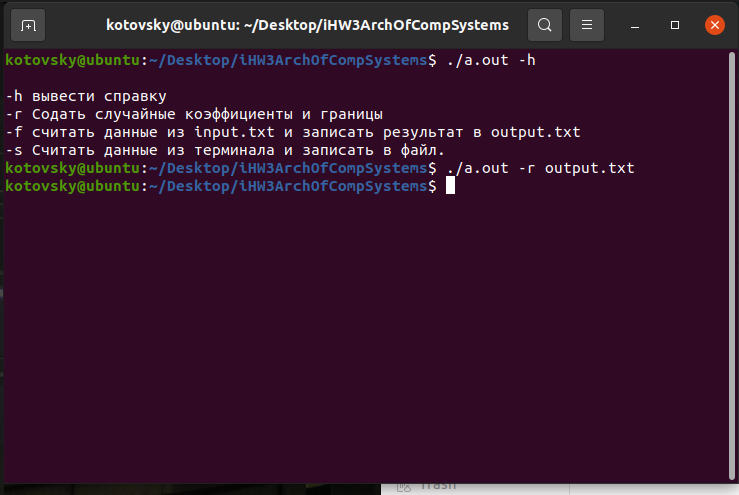 kotovsky@ubuntu: ~/Desktop/iHW3ArchOfCompSystems
kotovsky@ubuntu:~/Desktop/iHW3ArchOfCompSystems$ ./a.out -h
-h вывести справку
-r Содать случайные коэффициенты и границы
-f считать данные из input.txt и записать результат в output.txt
-s Считать данные из терминала и записать в файл.
kotovsky@ubuntu:~/Desktop/iHW3ArchOfCompSystems$ ./a.out -r output.txt
kotovsky@ubuntu:~/Desktop/iHW3ArchOfCompSystems$
Trash